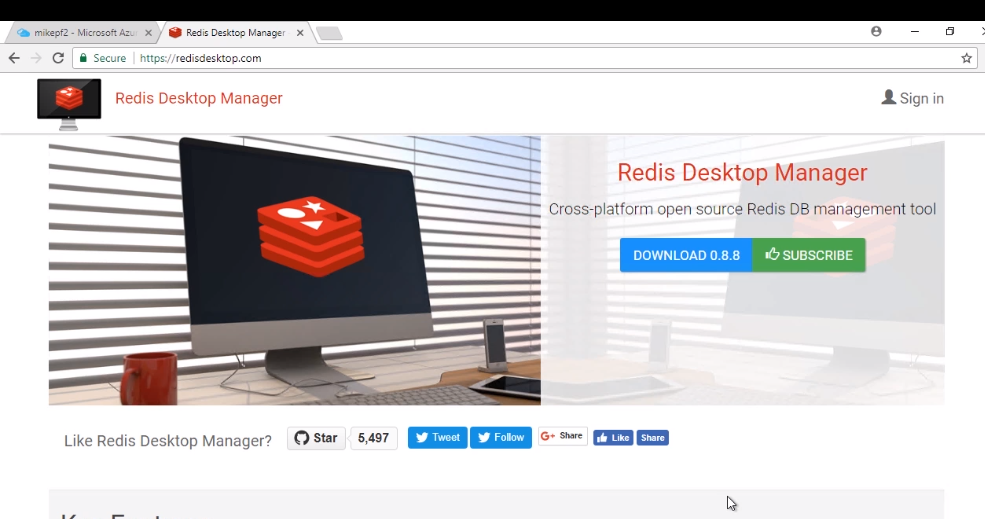 mikepf2 - Microsoft Azur
Redis Desktop Manager
Secure | https://redisdesktop.com
Redis Desktop Manager
Sign in
Redis Desktop Manager
Cross-platform open source Redis DB management tool
DOWNLOAD 0.8.8
SUBSCRIBE
Like Redis Desktop Manager?
Star
5,497
Tweet
Follow
G+ Share
Like
Share